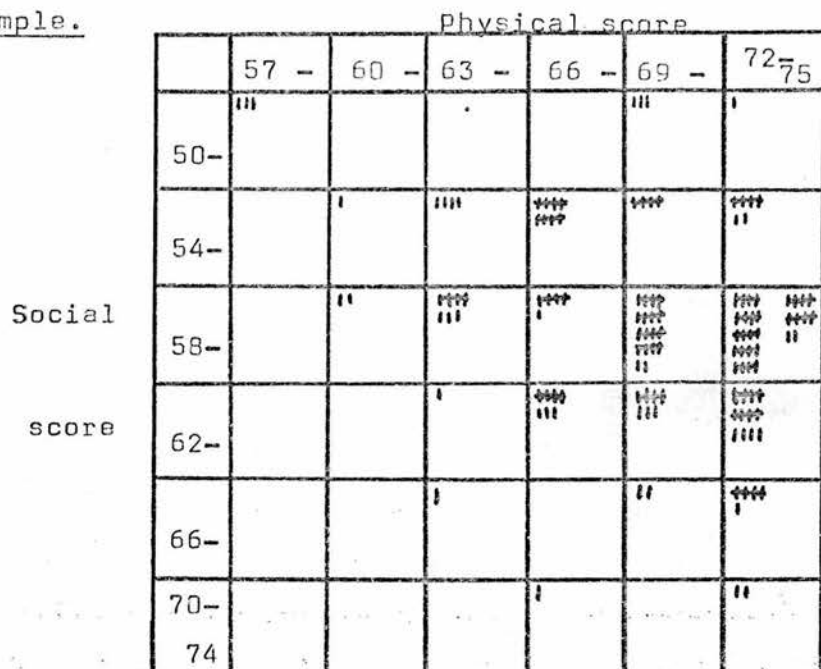 mple.
Physical score
57 - 60 - 63 - 66 - 69 - 72-75
50-
54-
Social
58-
score
62-
66-
70-
74